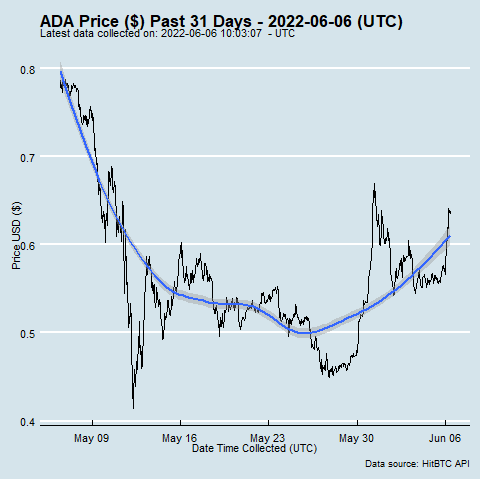 ADA Price ($) Past 31 Days - 2022-06-06 (UTC)
Latest data collected on: 2022-06-06 10:03:07  - UTC
Price USD ($)
0.8
0.7
0.6
0.5
0.4
May 09 May 16 May 23 May 30 Jun 06
Date Time Collected (UTC)
Data source: HitBTC API